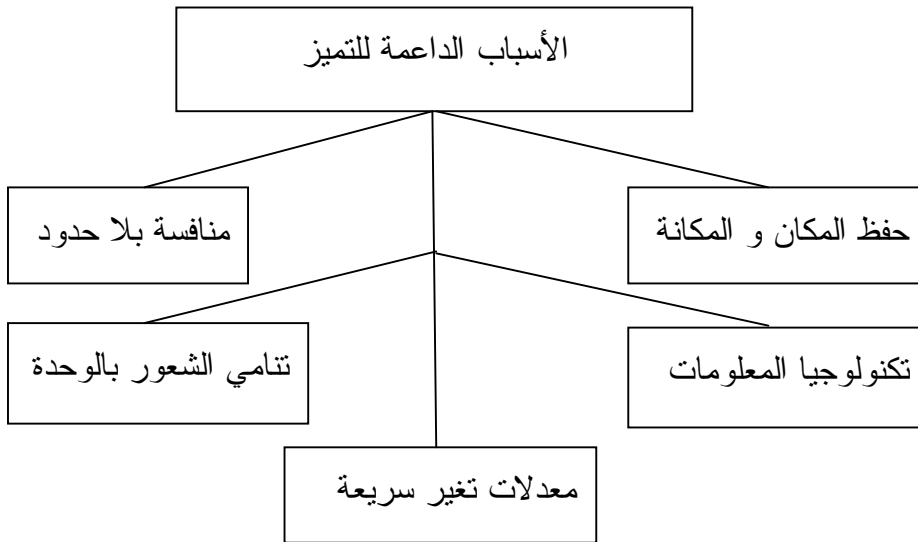 الأسباب الداعمة للتميز
حفظ المكان و المكانة
منافسة بلا حدود
تكنولوجيا المعلومات
تنامي الشعور بالوحدة
معدلات تغير سريعة